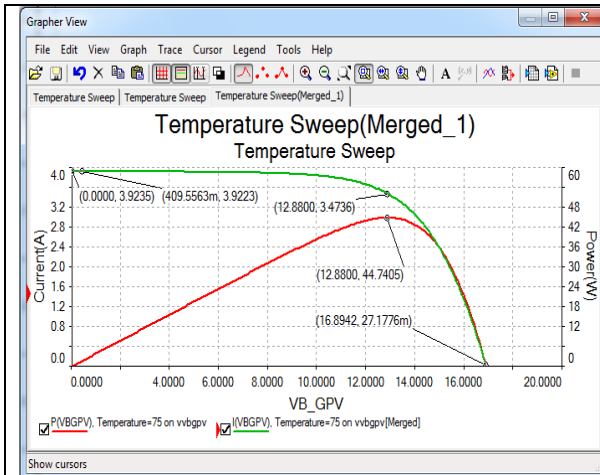 Grapher View
File Edit View Graph Trace Cursor Legend Tools Help
Temperature Sweep Temperature Sweep Temperature Sweep(Merged_1)
Temperature Sweep(Merged_1)
Temperature Sweep
4.0
3.2
2.8
2.4
2.0
1.6
1.2
0.8
0.0
Current(A)
(0.0000, 3.9235)
(409.5563m, 3.9223)
(12.8800, 3.4736)
(12.8800, 44.7405)
(16.8942, 27.1776m)
60
48
42
36
30
24
18
12
0
Power(W)
0.0000 4.0000 6.0000 8.0000 10.0000 12.0000 14.0000 16.0000 20.0000
VB_GPV
P(VBGPV), Temperature=75 on vvbgpv I(VBGPV), Temperature=75 on vvbgpv[Merged]
Show cursors